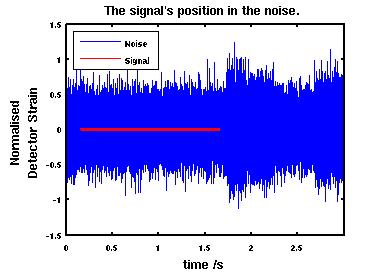 The signal's position in the noise.
Noise
Signal
Normalised
Detector Strain
1.5
1
0.5
0
-0.5
-1
-1.5
0
0.5
1
1.5
2
2.5
time /s